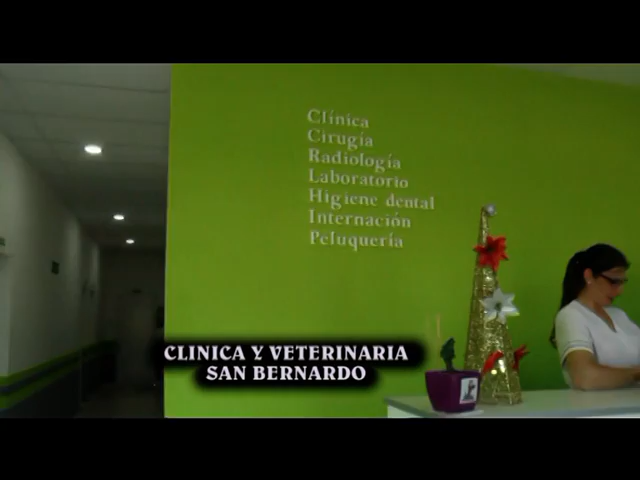 Clínica
Cirugía
Radiología
Laboratorio
Higiene dental
Internación
Peluquería
CLINICA Y VETERINARIA
SAN BERNARDO